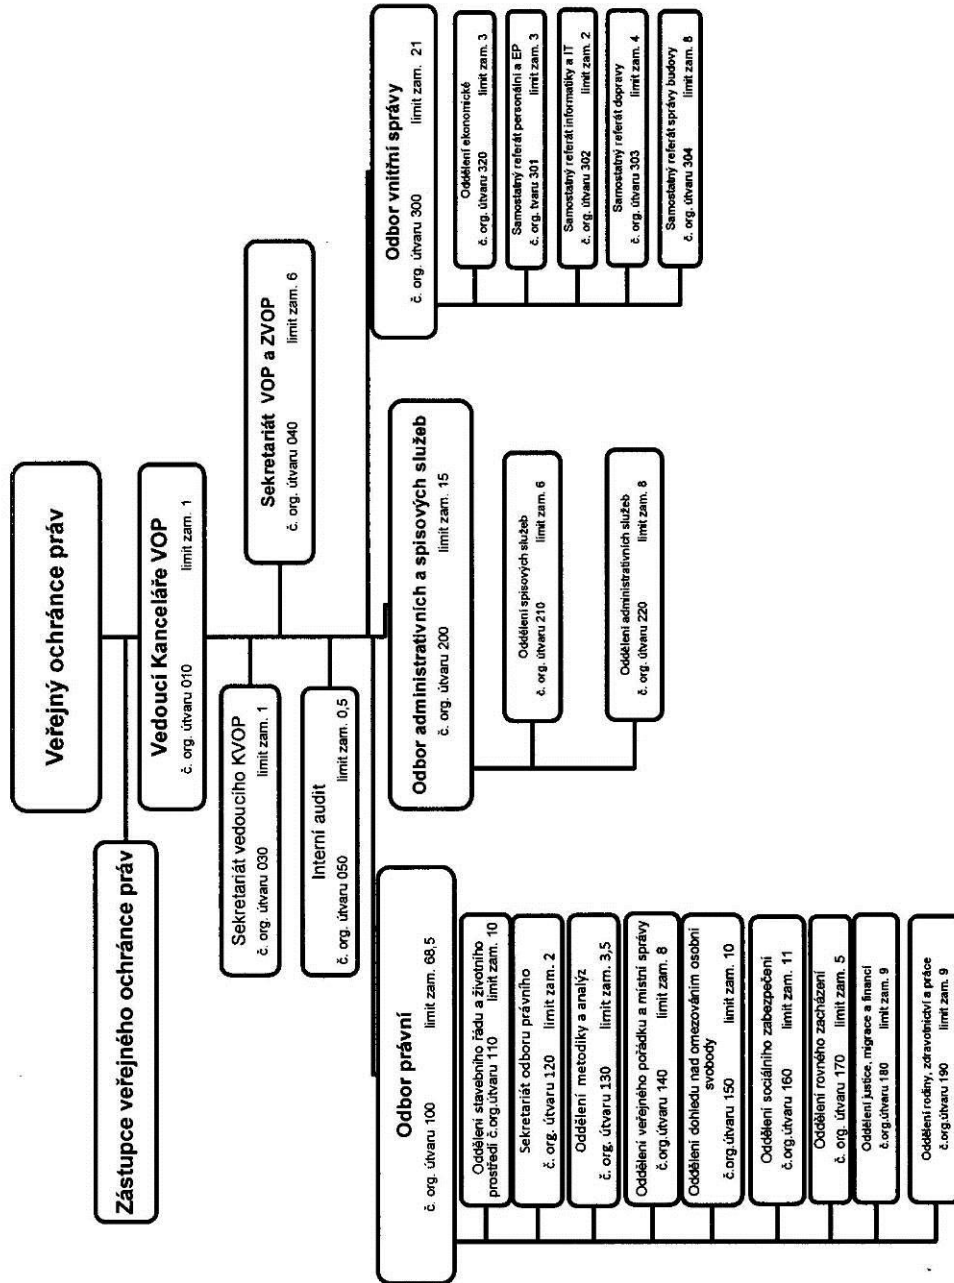 Veřejný ochránce práv
Zástupce veřejného ochránce práv
Vedoucí Kanceláře VOP
č. org. útvaru 010 limit zam. 1
Sekretariát vedoucího KVOP
č. org. útvaru 030 limit zam. 1
Sekretariát VOP a ZVOP
č. org. útvaru 040 limit zam. 6
Interní audit
č. org. útvaru 050 limit zam. 0,5
Odbor právní
č. org. útvaru 100 limit zam. 68,5
Oddělení stavebního řádu a životního
prostředí č.org.útvaru 110 limit zam. 10
Sekretariát odboru právního
č. org. útvaru 120 limit zam. 2
Oddělení metodiky a analýz
č. org. útvaru 130 limit zam. 3,5
Oddělení veřejného pořádku a místní správy
č.org.útvaru 140 limit zam. 8
Oddělení dohledu nad omezováním osobní
svobody
č.org.útvaru 150 limit zam. 10
Oddělení sociálního zabezpečení
č.org.útvaru 160 limit zam. 11
Oddělení rovného zacházení
č. org. útvaru 170 limit zam. 5
Oddělení justice, migrace a financí
č.org.útvaru 180 limit zam. 9
Oddělení rodiny, zdravotnictví a práce
č.org.útvaru 190 limit zam. 9
Odbor administrativních a spisových služeb
č. org. útvaru 200 limit zam. 15
Oddělení spisových služeb
č. org. útvaru 210 limit zam. 6
Oddělení administrativních služeb
č. org. útvaru 220 limit zam. 8
Odbor vnitřní správy
č. org. útvaru 300 limit zam. 21
Oddělení ekonomické
č. org. útvaru 320 limit zam. 3
Samostatný referát personální a EP
č. org. tvaru 301 limit zam. 3
Samostatný referát informatiky a IT
č. org. útvaru 302 limit zam. 2
Samostatný referát dopravy
č. org. útvaru 303 limit zam. 4
Samostatný referát správy budovy
č. org. útvaru 304 limit zam. 8